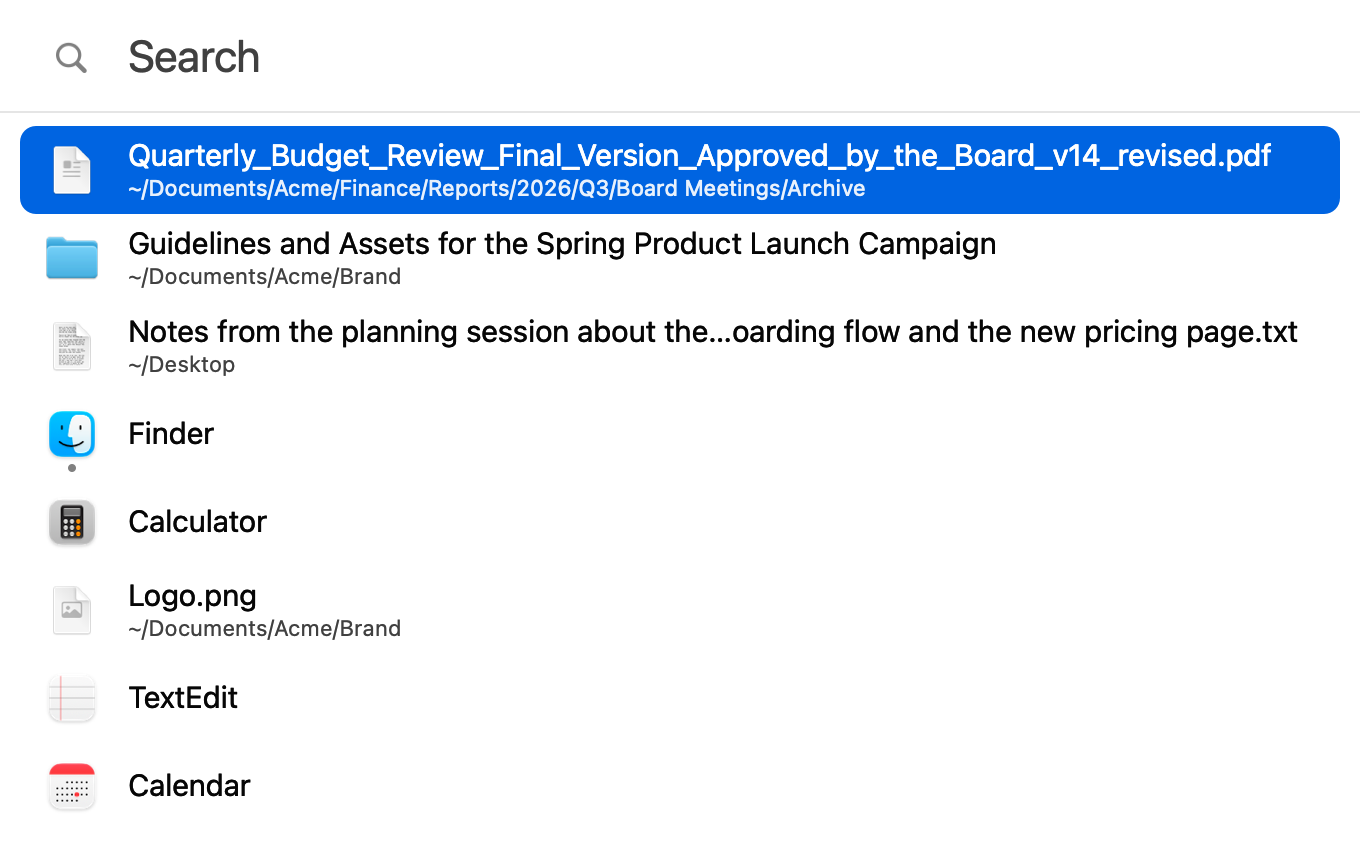 Search
Quarterly_Budget_Review_Final_Version_Approved_by_the_Board_v14_revised.pdf
~/Documents/Acme/Finance/Reports/2026/Q3/Board Meetings/Archive
Guidelines and Assets for the Spring Product Launch Campaign
~/Documents/Acme/Brand
Notes from the planning session about the...oarding flow and the new pricing page.txt
~/Desktop
Finder
Calculator
Logo.png
~/Documents/Acme/Brand
TextEdit
Calendar